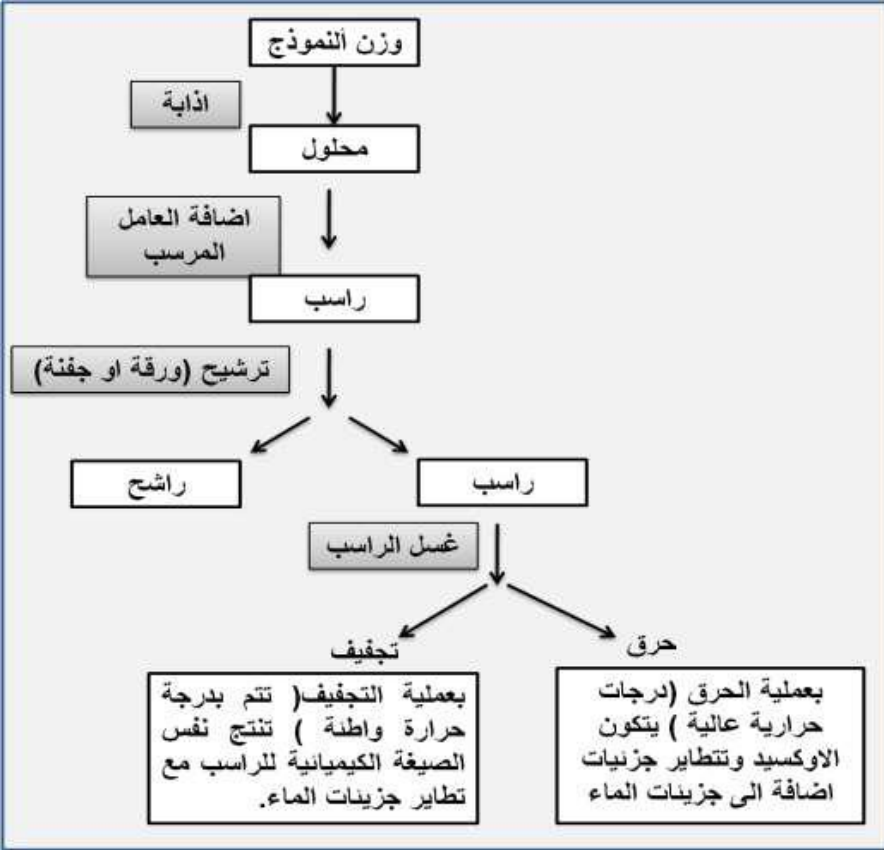 وزن ألنموذج
اذابة
محلول
اضافة العامل
المرسب
راسب
ترشيح (ورقة او جفنة)
راشح
راسب
غسل الراسب
حرق
تجفيف
بعملية الحرق (درجات
حرارية عالية ) يتكون
الاوكسيد وتتطاير جزئيات
اضافة الى جزيئات الماء
بعملية التجفيف( تتم بدرجة
حرارة واطئة ) تنتج نفس
الصيغة الكيميائية للراسب مع
تطاير جزيئات الماء.